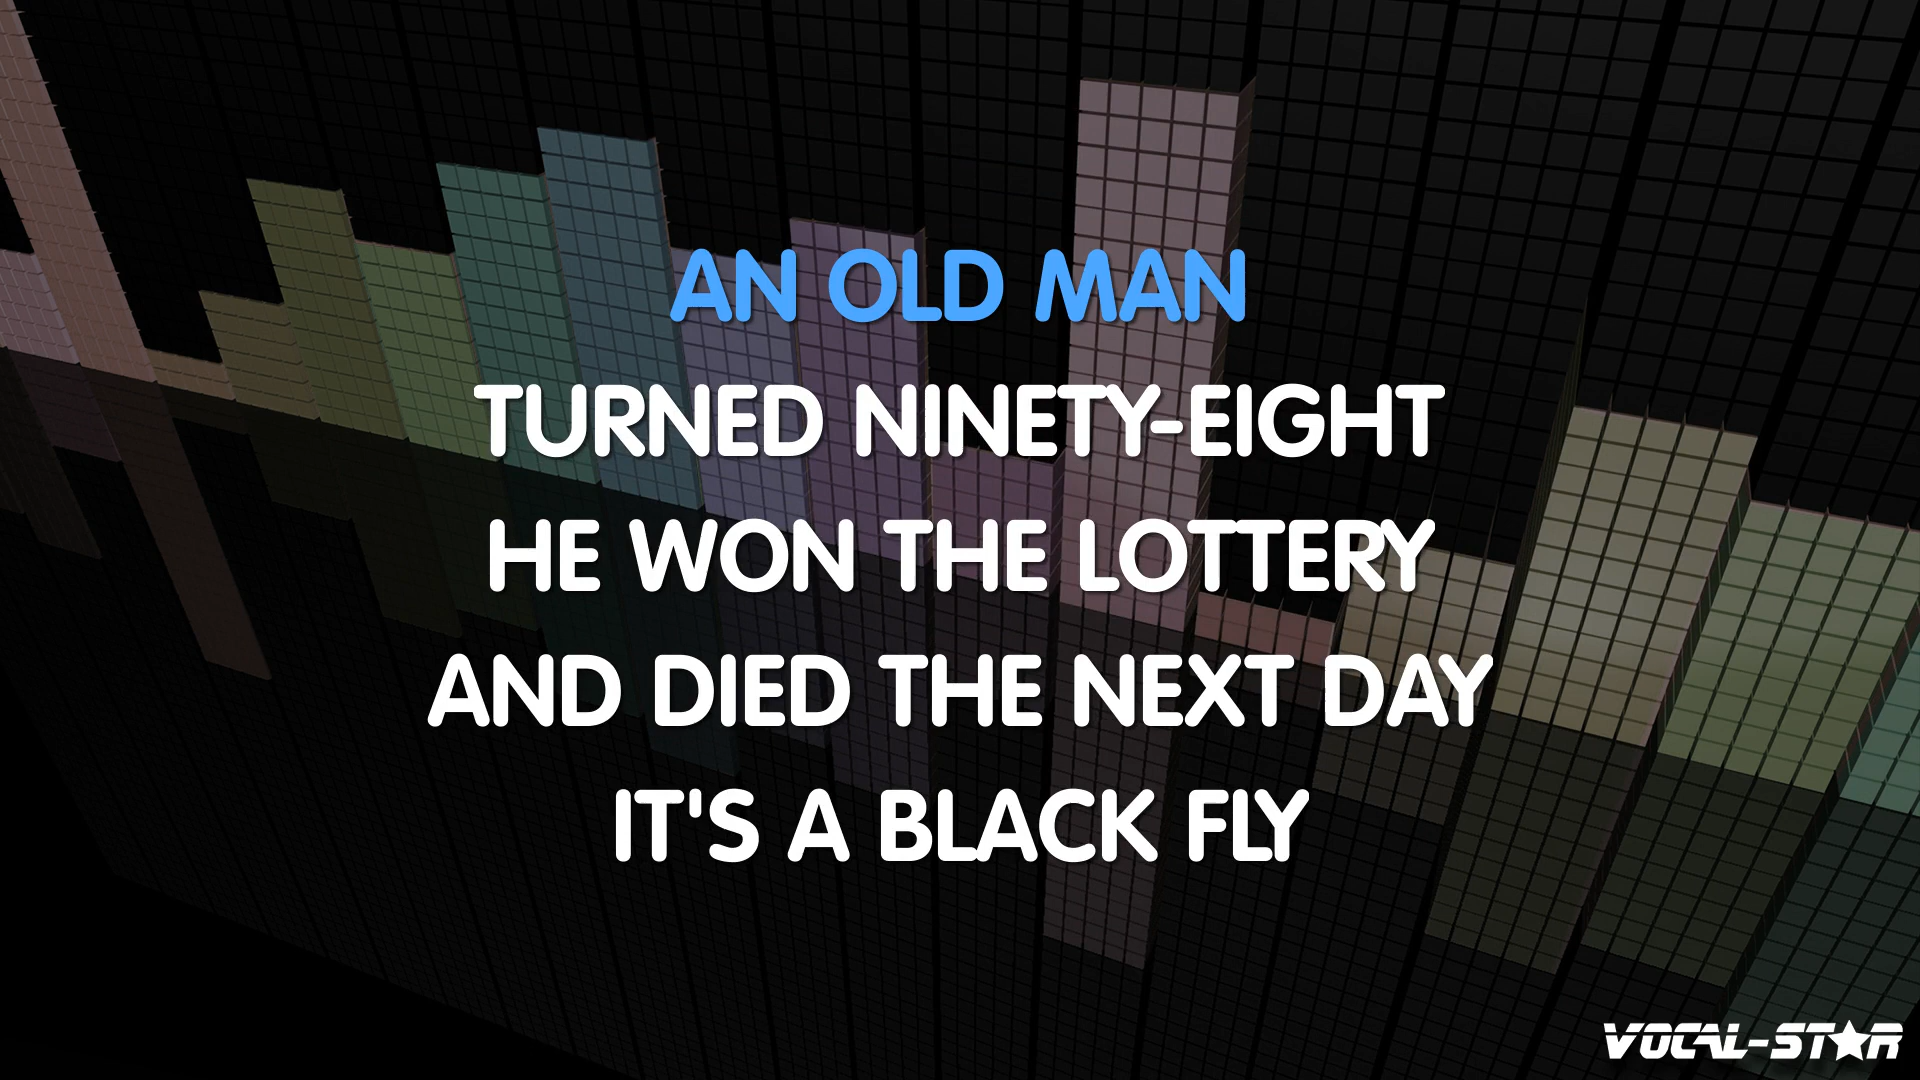 AN OLD MAN
TURNED NINETY-EIGHT
HE WON THE LOTTERY
AND DIED THE NEXT DAY
IT'S A BLACK FLY
VOCAL-STAR